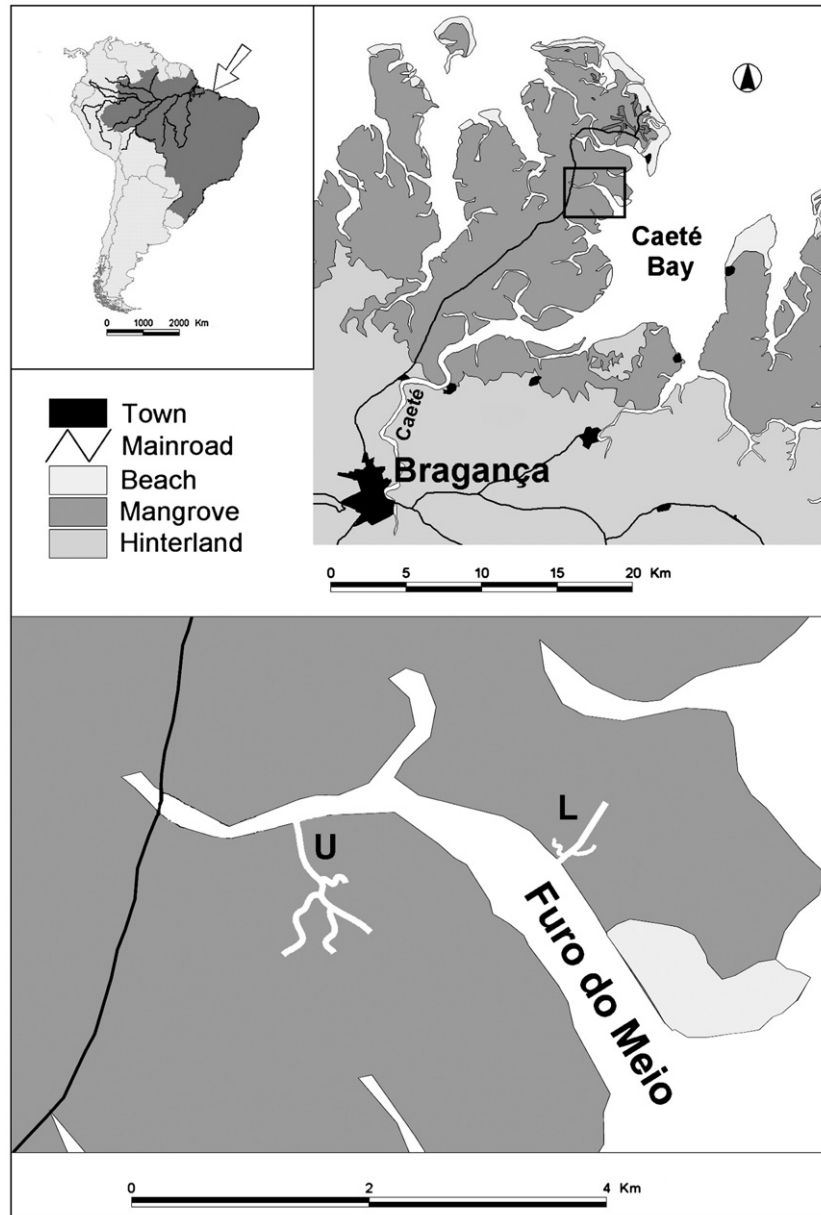 0 1000 2000 Km
Caeté
Bay
Caeté
Bragança
Town
Mainroad
Beach
Mangrove
Hinterland
0 5 10 15 20 Km
U
L
Furo do Meio
0 2 4 Km